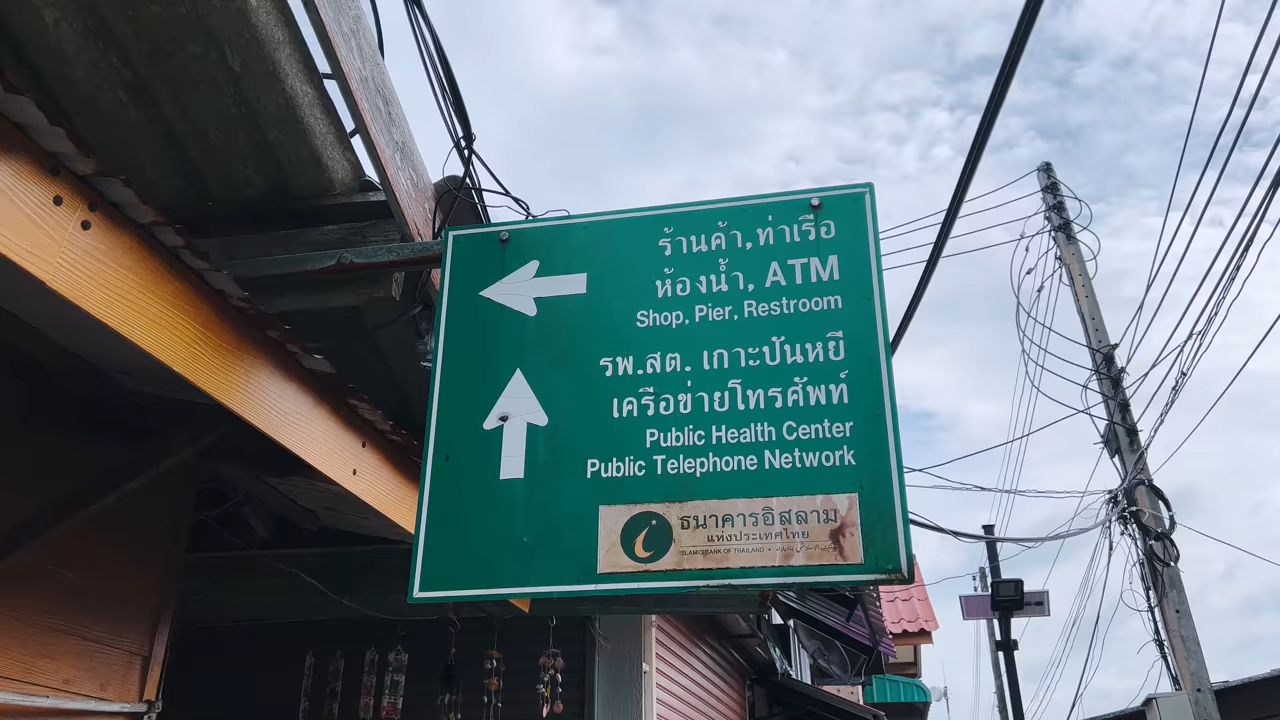 ร้านค้า,ท่าเรือ
ห้องน้ำ, ATM
Shop, Pier, Restroom
รพ.สต. เกาะปันหยี
เครือข่ายโทรศัพท์
Public Health Center
Public Telephone Network
ธนาคารอิสลาม
แห่งประเทศไทย
ISLAMIC BANK OF THAILAND